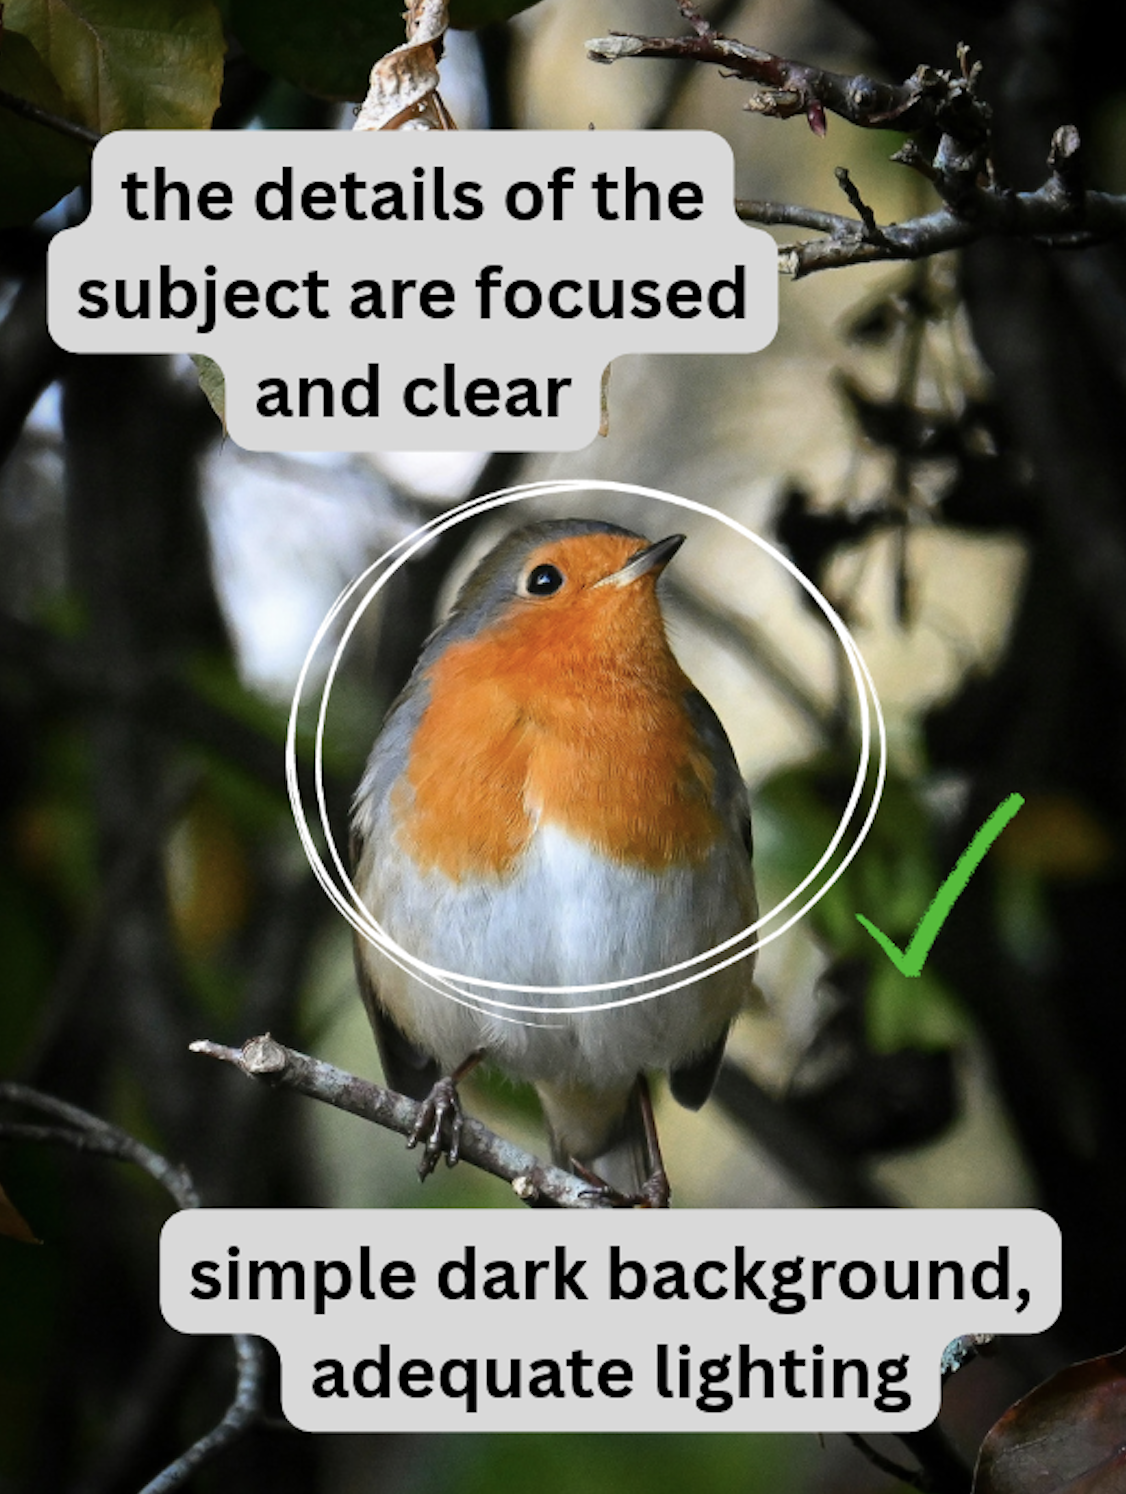 the details of the
subject are focused
and clear
simple dark background,
adequate lighting